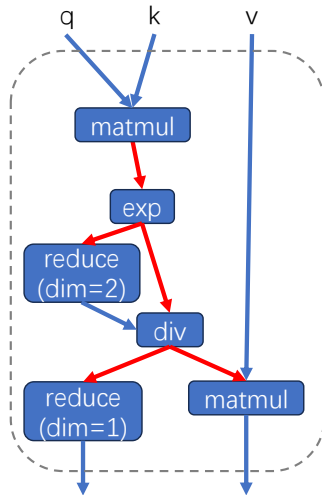 q k v
matmul
exp
reduce
(dim=2)
div
reduce
(dim=1)
matmul